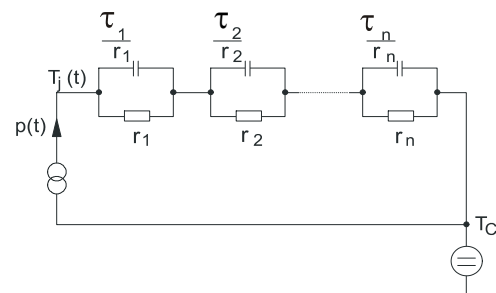 τ1 τ2 τn
r1 r2 rn
Tj (t)
p(t)
r1 r2 rn
TC